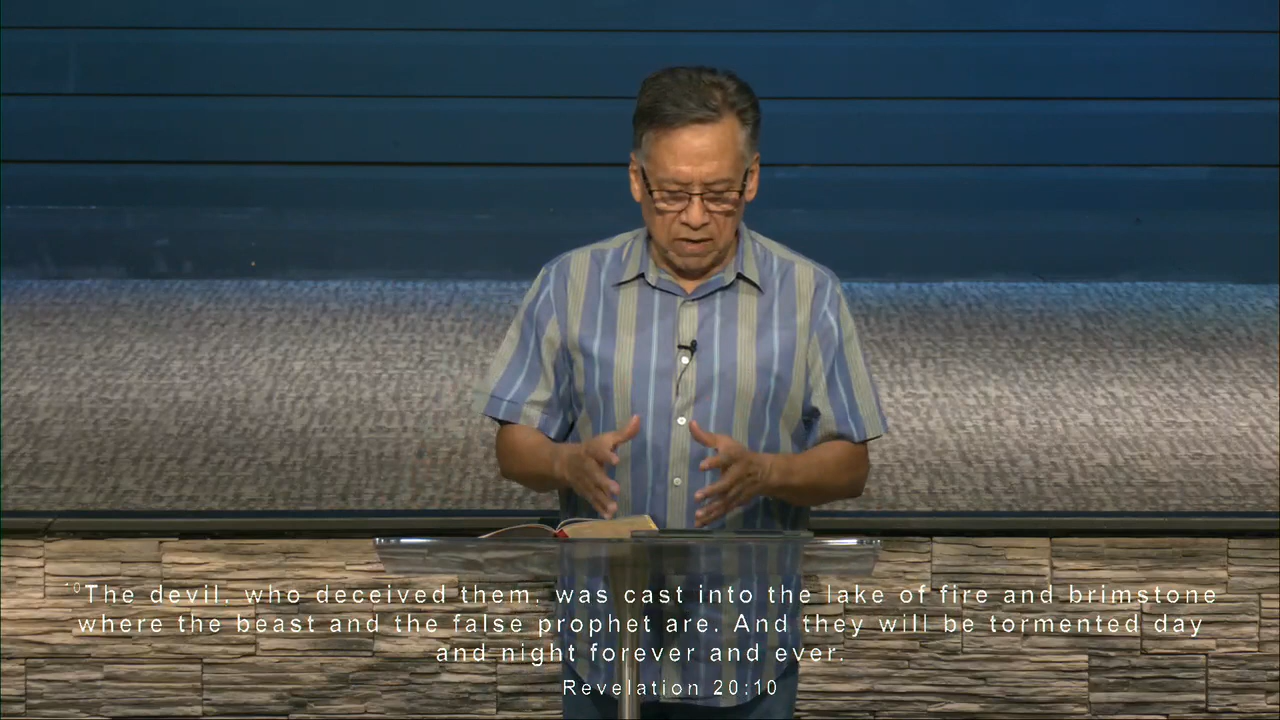 ¹⁰The devil, who deceived them, was cast into the lake of fire and brimstone
where the beast and the false prophet are. And they will be tormented day
and night forever and ever.
Revelation 20:10